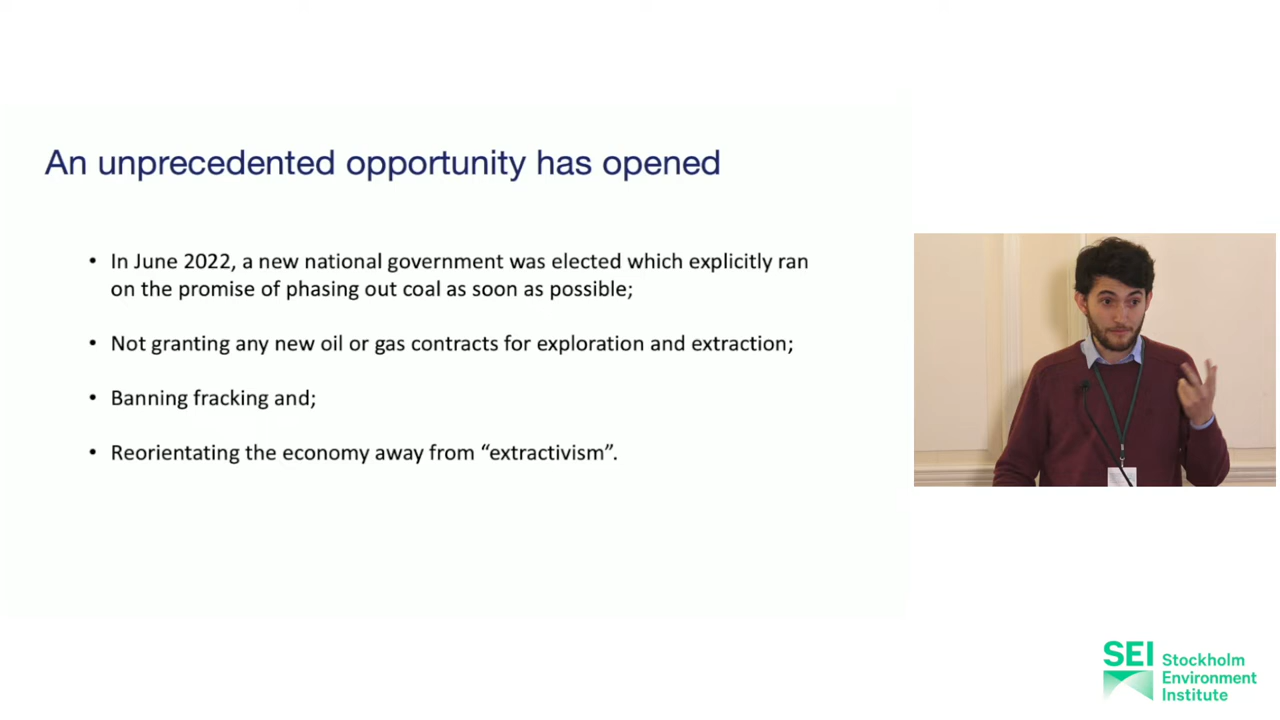 An unprecedented opportunity has opened
• In June 2022, a new national government was elected which explicitly ran
on the promise of phasing out coal as soon as possible;
• Not granting any new oil or gas contracts for exploration and extraction;
• Banning fracking and;
• Reorientating the economy away from “extractivism”.
SEI Stockholm
Environment
Institute